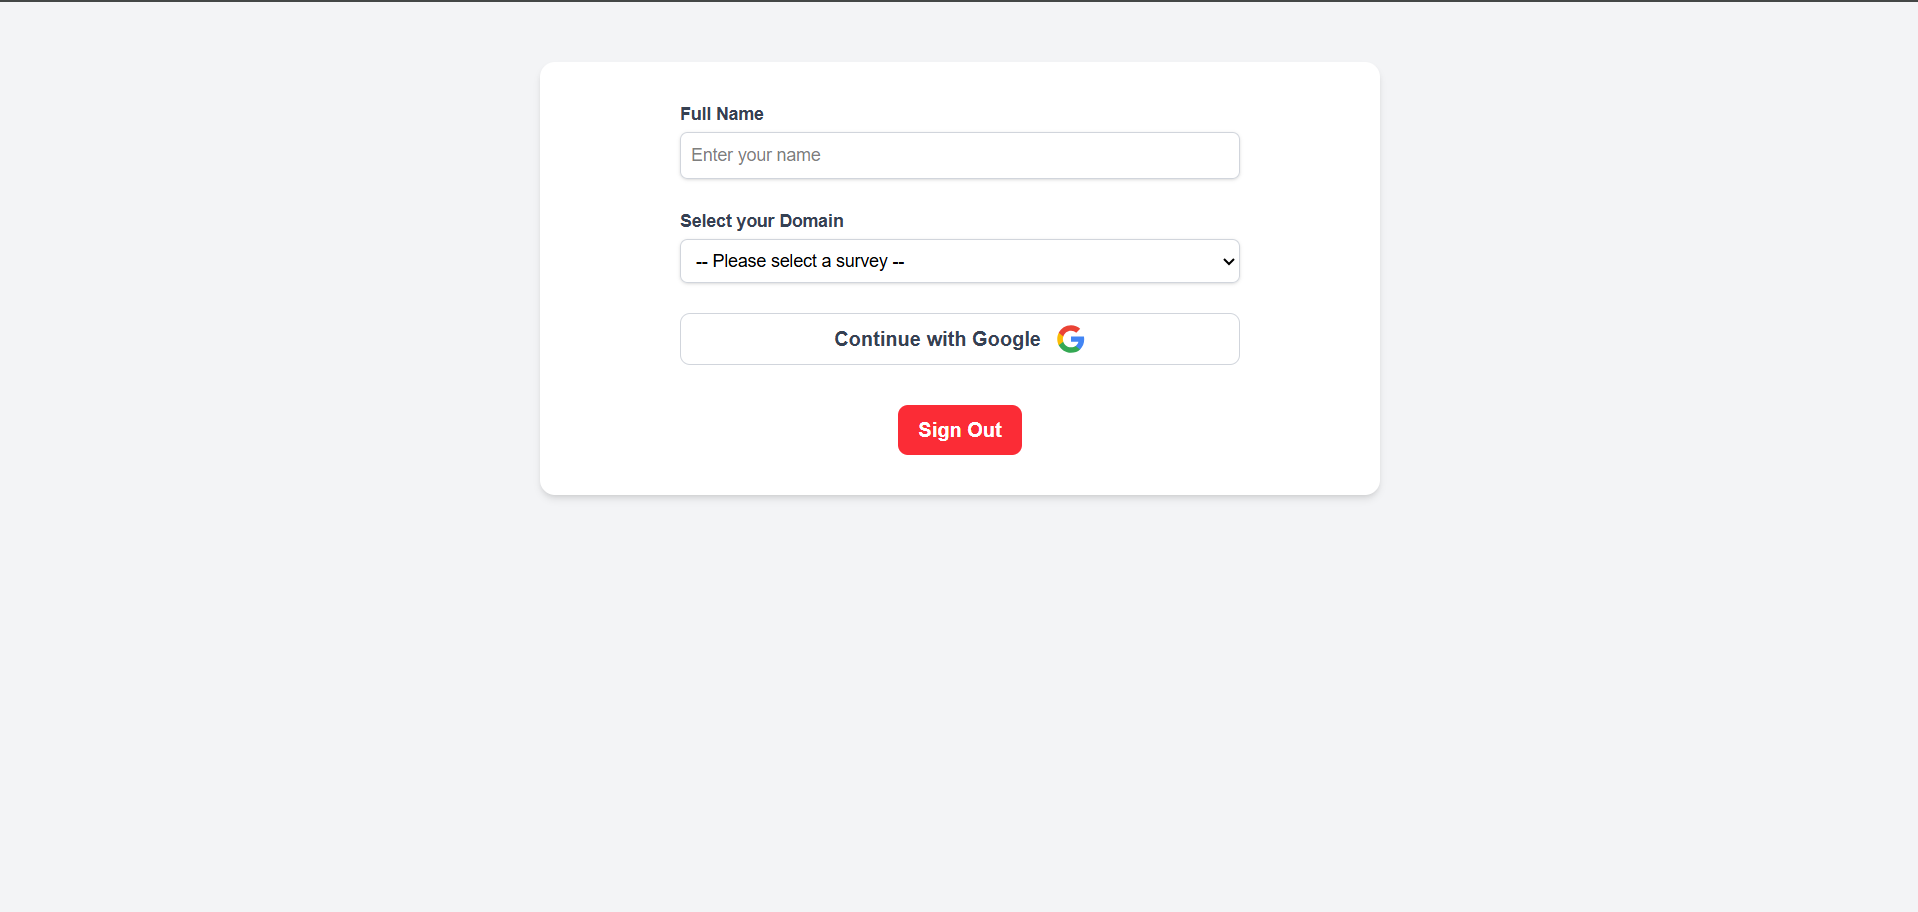 Full Name
Enter your name
Select your Domain
-- Please select a survey --
Continue with Google
Sign Out